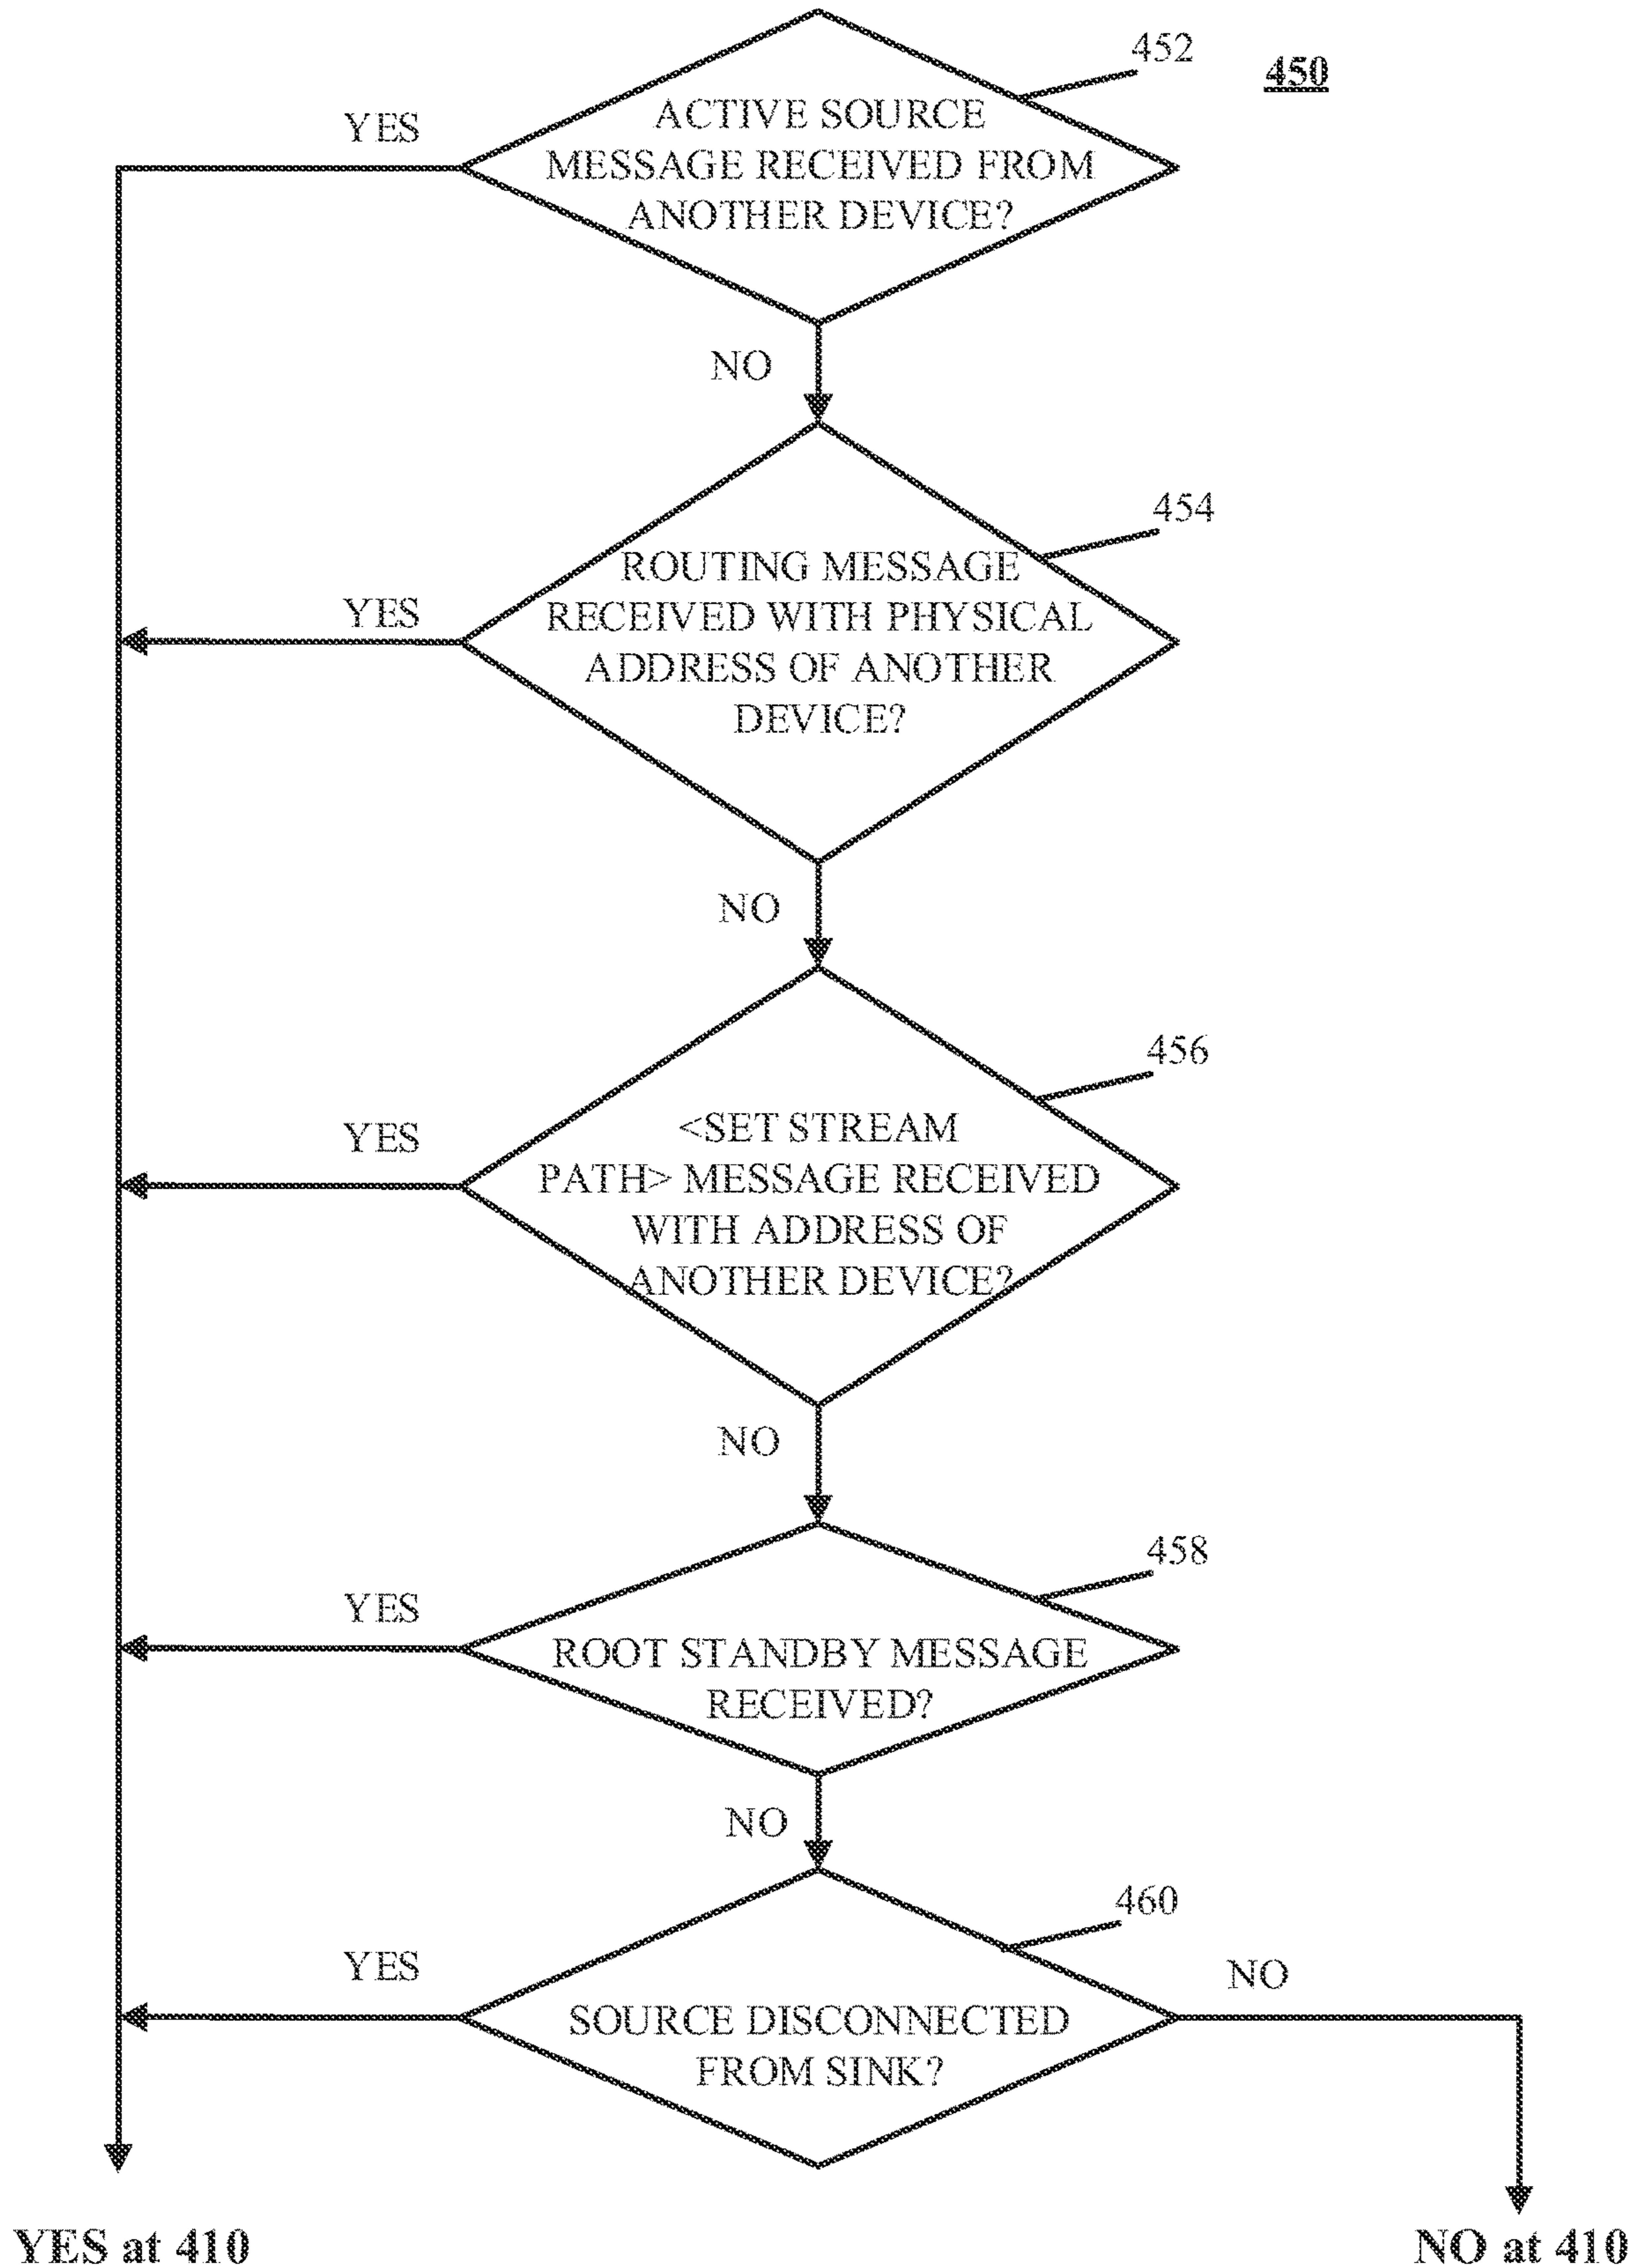 452
450
YES
ACTIVE SOURCE
MESSAGE RECEIVED FROM
ANOTHER DEVICE?
NO
454
ROUTING MESSAGE
YES
RECEIVED WITH PHYSICAL
ADDRESS OF ANOTHER
DEVICE?
NO
456
<SET STREAM
YES
PATH> MESSAGE RECEIVED
WITH ADDRESS OF
ANOTHER DEVICE?
NO
458
YES
ROOT STANDBY MESSAGE
RECEIVED?
NO
460
YES
NO
SOURCE DISCONNECTED
FROM SINK?
YES at 410
NO at 410